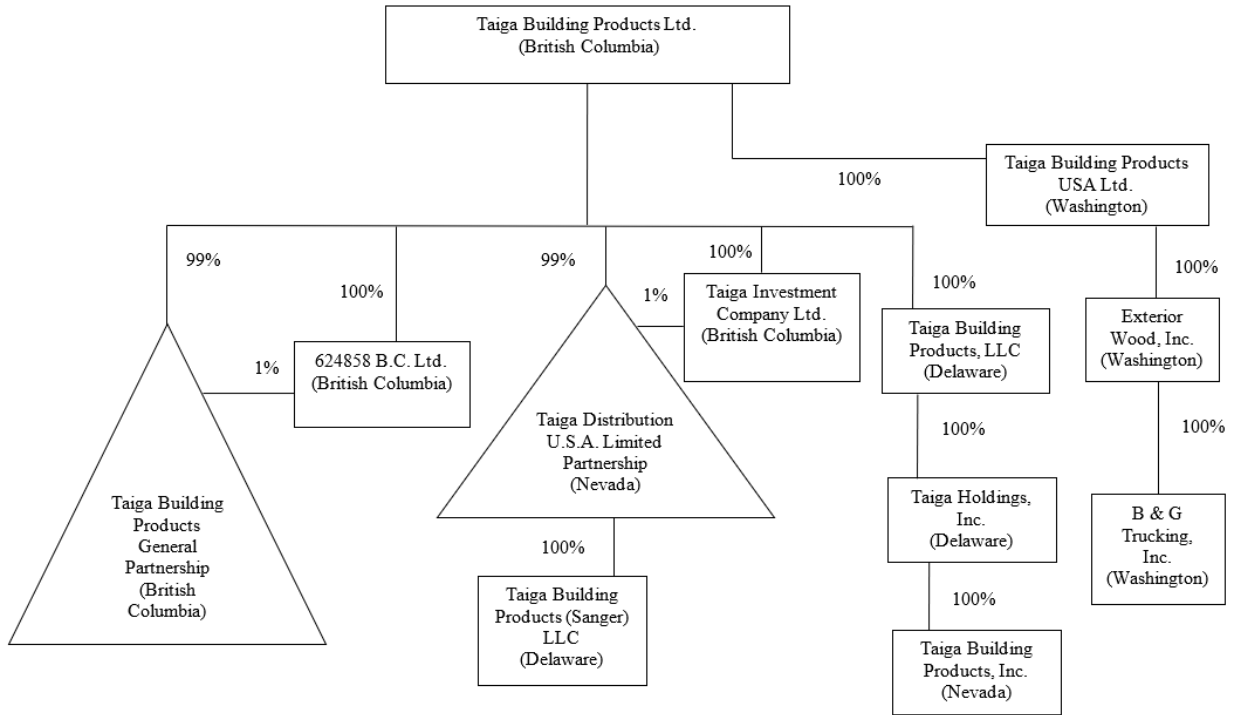 Taiga Building Products Ltd.
(British Columbia)
100%
Taiga Building Products
USA Ltd.
(Washington)
99%
100%
99%
100%
1%
100%
100%
Taiga Investment
Company Ltd.
(British Columbia)
Taiga Building
Products, LLC
(Delaware)
Exterior
Wood, Inc.
(Washington)
1%
624858 B.C. Ltd.
(British Columbia)
Taiga Distribution
U.S.A. Limited
Partnership
(Nevada)
100%
100%
Taiga Building
Products
General
Partnership
(British
Columbia)
Taiga Holdings,
Inc.
(Delaware)
B & G
Trucking,
Inc.
(Washington)
100%
Taiga Building
Products (Sanger)
LLC
(Delaware)
100%
Taiga Building
Products, Inc.
(Nevada)